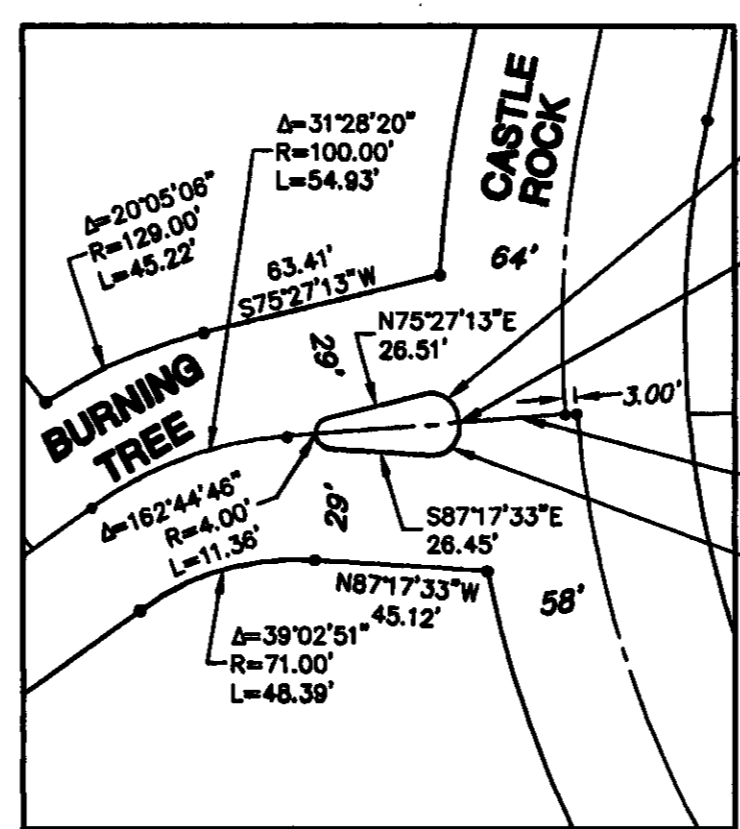 CASTLE
ROCK
Δ=31°28'20"
R=100.00'
L=54.93'
Δ=20°05'06"
R=129.00'
L=45.22'
63.41'
S75°27'13"W
64'
N75°27'13"E
26.51'
29'
BURNING
TREE
3.00'
Δ=162°44'46"
R=4.00'
L=11.36'
29'
S87°17'33"E
26.45'
N87°17'33"W
45.12'
58'
Δ=39°02'51"
R=71.00'
L=48.39'